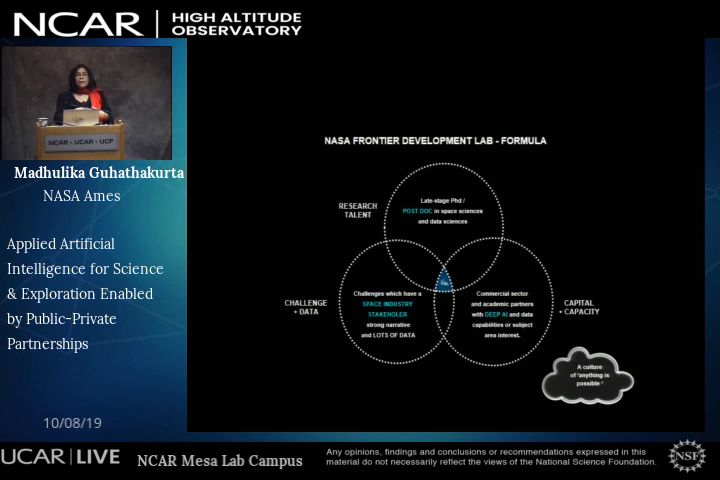 NCAR | HIGH ALTITUDE
OBSERVATORY
NCAR - UCAR - UCP
Madhulika Guhathakurta
NASA Ames
Applied Artificial
Intelligence for Science
& Exploration Enabled
by Public-Private
Partnerships
10/08/19
NASA FRONTIER DEVELOPMENT LAB - FORMULA
RESEARCH
TALENT
Late-stage Phd /
POST DOC in space sciences
and data sciences
CHALLENGE
+ DATA
Challenges which have a
SPACE INDUSTRY
STAKEHOLER
strong narrative
and LOTS OF DATA
Commercial sector
and academic partners
with DEEP AI and data
capabilities or subject
area interest.
CAPITAL
+ CAPACITY
A culture
of 'anything is
possible'
UCAR | LIVE
NCAR Mesa Lab Campus
Any opinions, findings and conclusions or recommendations expressed in this
material do not necessarily reflect the views of the National Science Foundation.
NSF